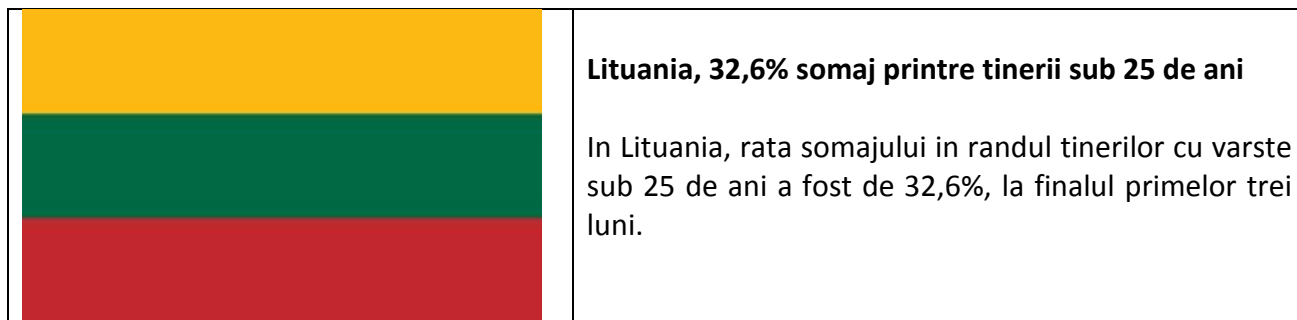 Lituania, 32,6% somaj printre tinerii sub 25 de ani
In Lituania, rata somajului in randul tinerilor cu varste
sub 25 de ani a fost de 32,6%, la finalul primelor trei
luni.